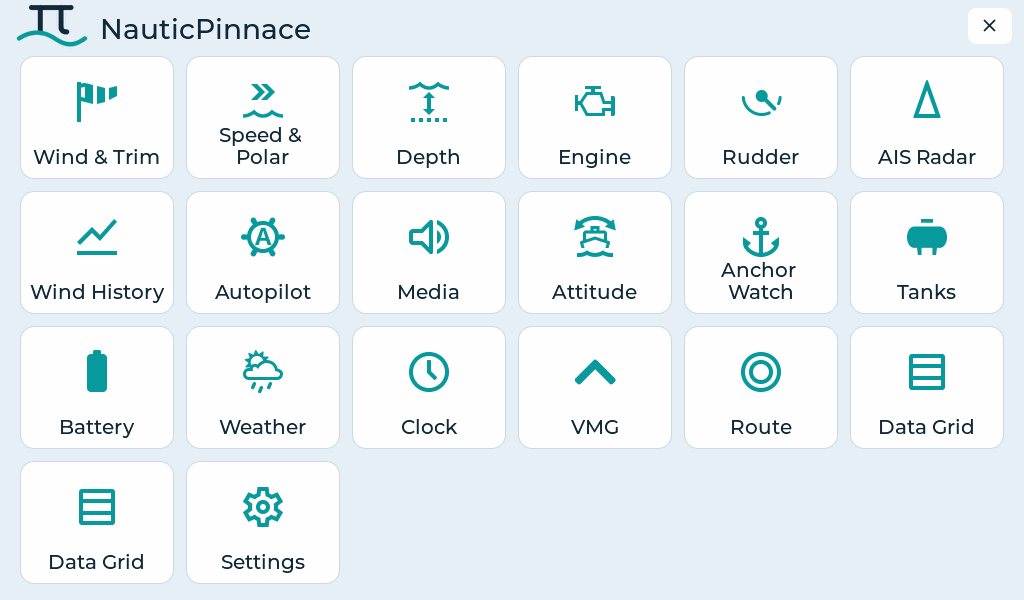 NauticPinnace
Wind & Trim
Speed &
Polar
Depth
Engine
Rudder
AIS Radar
Wind History
Autopilot
Media
Attitude
Anchor
Watch
Tanks
Battery
Weather
Clock
VMG
Route
Data Grid
Data Grid
Settings